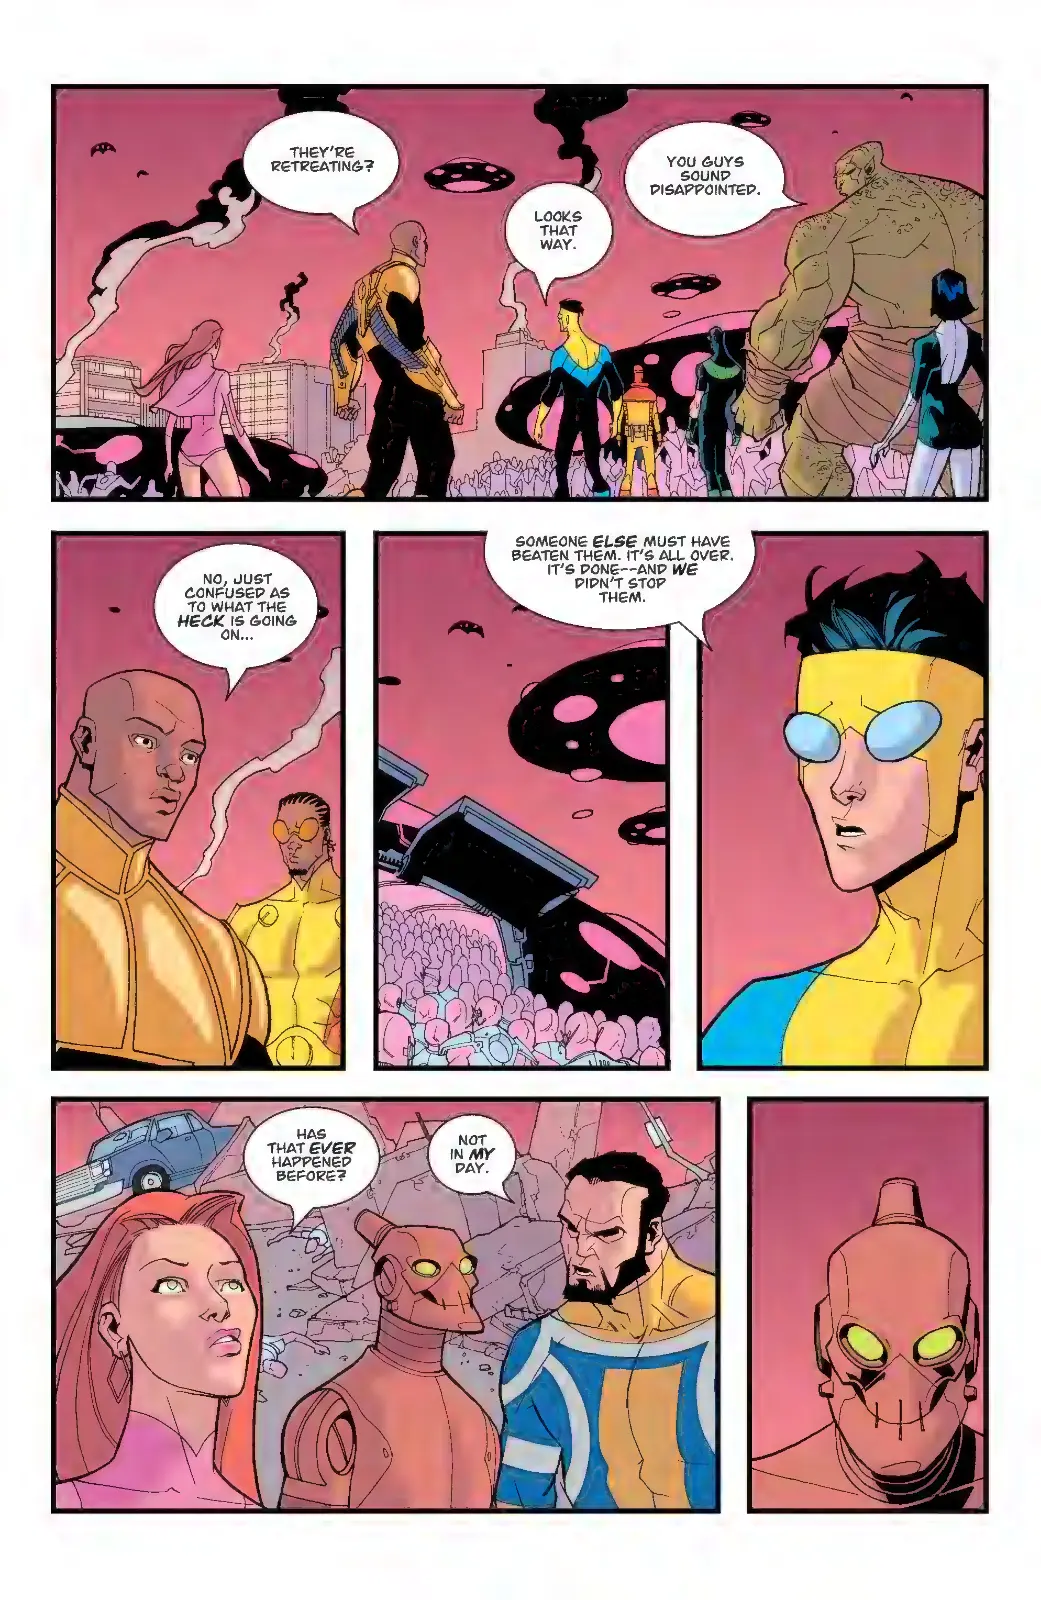 THEY'RE
RETREATING?
LOOKS
THAT
WAY.
YOU GUYS
SOUND
DISAPPOINTED.
NO, JUST
CONFUSED AS
TO WHAT THE
HECK IS GOING
ON...
SOMEONE ELSE MUST HAVE
BEATEN THEM. IT'S ALL OVER.
IT'S DONE--AND WE
DIDN'T STOP
THEM.
HAS
THAT EVER
HAPPENED
BEFORE?
NOT
IN MY
DAY.